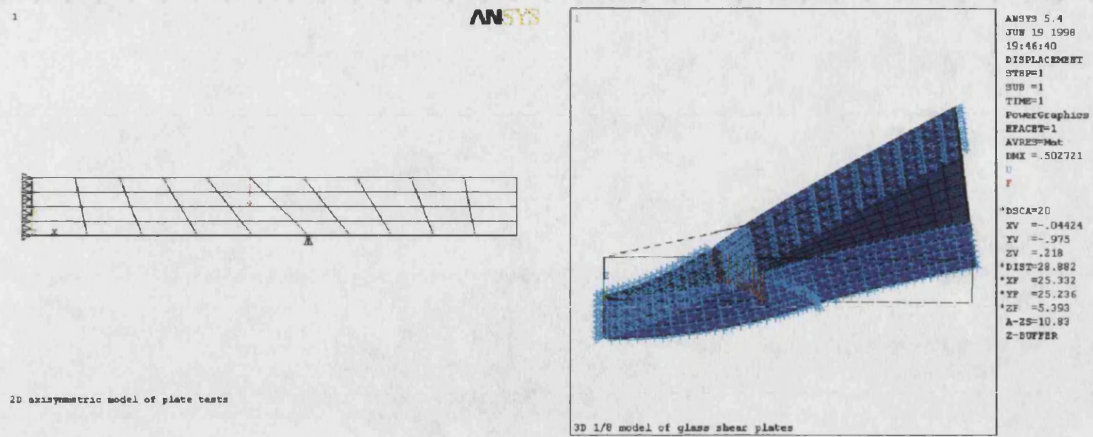 1
ANSYS
X
2D axisymmetric model of plate tests
1
Z
3D 1/8 model of glass shear plates
ANSYS 5.4
JUN 19 1998
19:46:40
DISPLACEMENT
STEP=1
SUB =1
TIME=1
PowerGraphics
EFACET=1
AVRES=Mat
DMX =.502721
U
F
*DSCA=20
XV =-.04424
YV =-.975
ZV =.218
*DIST=28.882
*XF =25.332
*YF =25.236
*ZF =5.393
A-ZS=10.83
Z-BUFFER